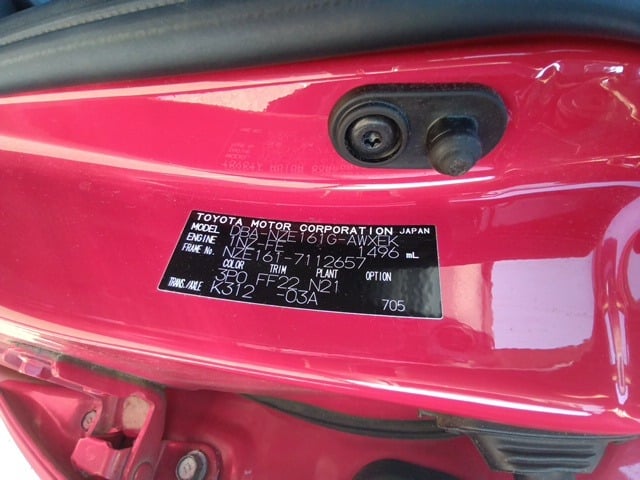 TOYOTA MOTOR CORPORATION JAPAN
MODEL DBA-NZE161G-AWXEK
ENGINE 1NZ-FE 1496 mL
FRAME No. NZE161-7112657
COLOR TRIM PLANT OPTION
3P0 FF22 N21
TRANS./AXLE K312 -03A 705